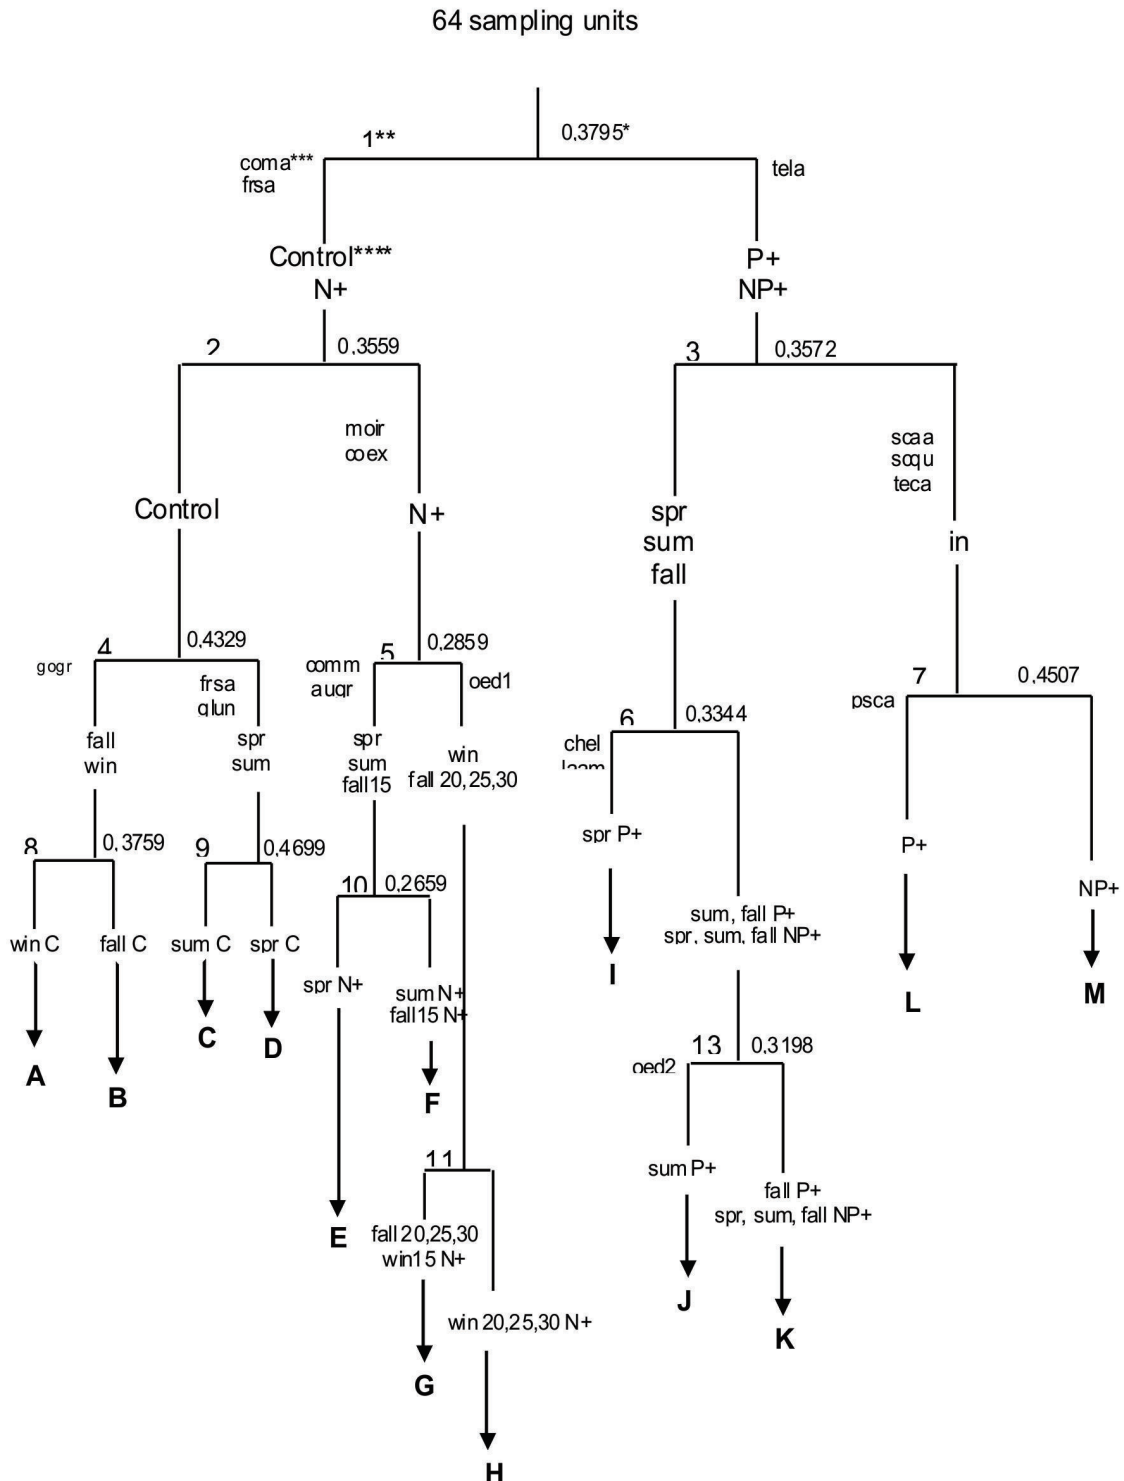 64 sampling units
1** 0,3795*
coma***
frsa
tela
Control****
N+
P+
NP+
2 0,3559
3 0,3572
moir
coex
scaa
scqu
teca
Control
N+
spr
sum
fall
in
4 0,4329
5 0,2859
gogr
frsa
glun
comm
augr
oed1
7 0,4507
psca
6 0,3344
chel
fall
win
spr
sum
spr
sum
fall15
win
fall 20,25,30
spr P+
P+
NP+
8 0,3759
9 0,4699
10 0,2659
sum, fall P+
spr, sum, fall NP+
win C
fall C
sum C
spr C
spr N+
sum N+
fall15 N+
I
L
M
C
D
A
B
F
13 0,3198
oed2
11
sum P+
fall P+
spr, sum, fall NP+
E
fall 20,25,30
win15 N+
J
K
win 20,25,30 N+
G
H